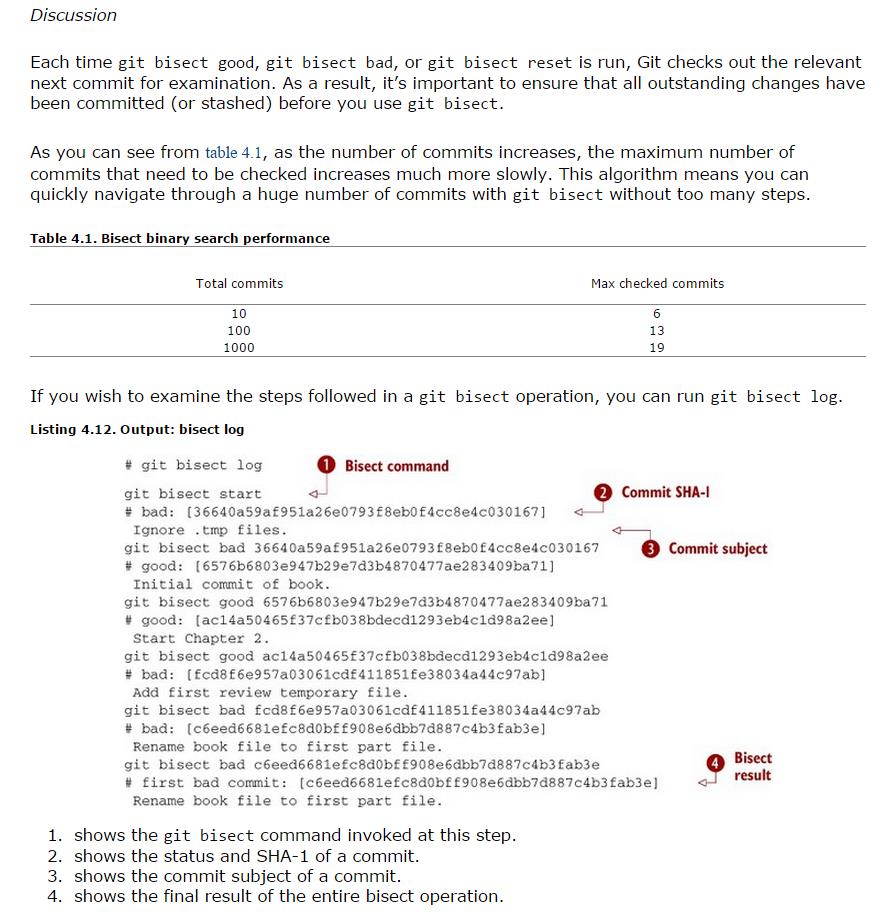 Discussion
Each time git bisect good, git bisect bad, or git bisect reset is run, Git checks out the relevant
next commit for examination. As a result, it's important to ensure that all outstanding changes have
been committed (or stashed) before you use git bisect.
As you can see from table 4.1, as the number of commits increases, the maximum number of
commits that need to be checked increases much more slowly. This algorithm means you can
quickly navigate through a huge number of commits with git bisect without too many steps.
Table 4.1. Bisect binary search performance
Total commits Max checked commits
10 6
100 13
1000 19
If you wish to examine the steps followed in a git bisect operation, you can run git bisect log.
Listing 4.12. Output: bisect log
# git bisect log 1 Bisect command
git bisect start 2 Commit SHA-1
# bad: [36640a59af951a26e0793f8eb0f4cc8e4c030167]
Ignore .tmp files.
git bisect bad 36640a59af951a26e0793f8eb0f4cc8e4c030167 3 Commit subject
# good: [6576b6803e947b29e7d3b4870477ae283409ba71]
Initial commit of book.
git bisect good 6576b6803e947b29e7d3b4870477ae283409ba71
# good: [ac14a50465f37cfb038bdecd1293eb4c1d98a2ee]
Start Chapter 2.
git bisect good ac14a50465f37cfb038bdecd1293eb4c1d98a2ee
# bad: [fcd8f6e957a03061cdf411851fe38034a44c97ab]
Add first review temporary file.
git bisect bad fcd8f6e957a03061cdf411851fe38034a44c97ab
# bad: [c6eed6681efc8d0bff908e6dbb7d887c4b3fab3e]
Rename book file to first part file.
git bisect bad c6eed6681efc8d0bff908e6dbb7d887c4b3fab3e 4 Bisect result
# first bad commit: [c6eed6681efc8d0bff908e6dbb7d887c4b3fab3e]
Rename book file to first part file.
1. shows the git bisect command invoked at this step.
2. shows the status and SHA-1 of a commit.
3. shows the commit subject of a commit.
4. shows the final result of the entire bisect operation.